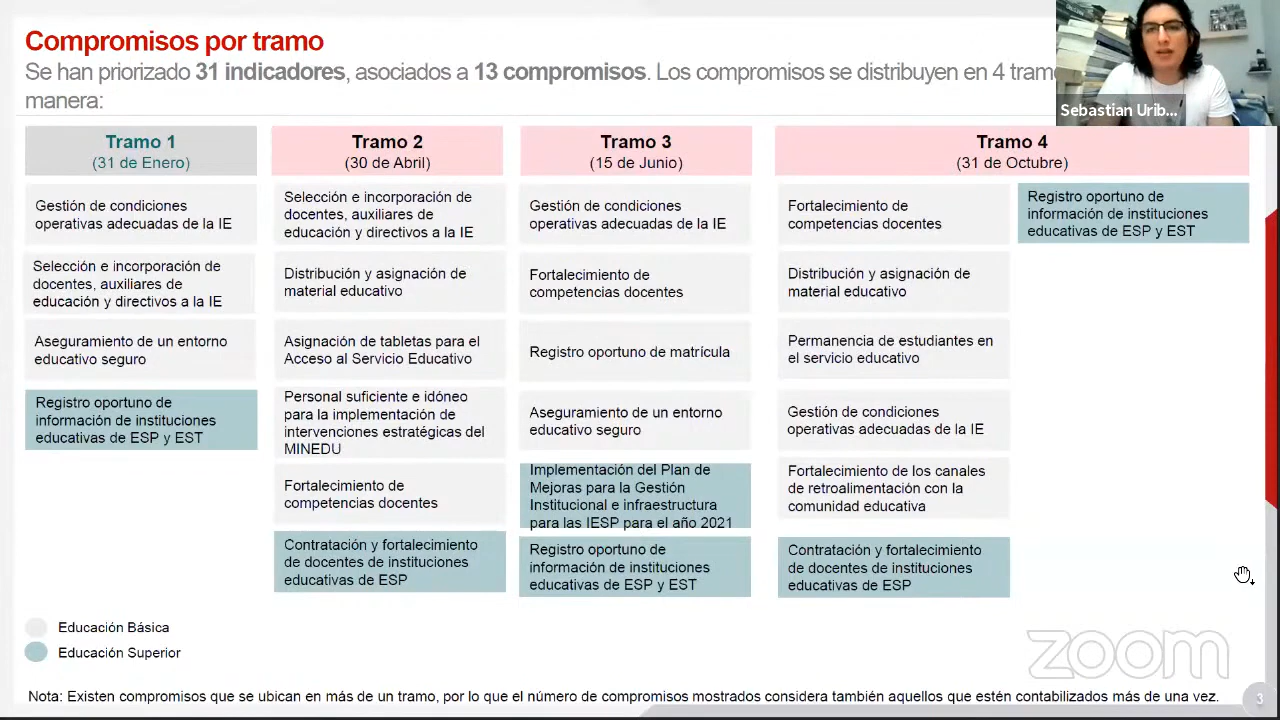 Compromisos por tramo
Se han priorizado 31 indicadores, asociados a 13 compromisos. Los compromisos se distribuyen en 4
manera:
Sebastian Urib...
Tramo 1
(31 de Enero)
Gestión de condiciones
operativas adecuadas de la IE
Selección e incorporación de
docentes, auxiliares de
educación y directivos a la IE
Aseguramiento de un entorno
educativo seguro
Registro oportuno de
información de instituciones
educativas de ESP y EST
Tramo 2
(30 de Abril)
Selección e incorporación de
docentes, auxiliares de
educación y directivos a la IE
Distribución y asignación de
material educativo
Asignación de tabletas para el
Acceso al Servicio Educativo
Personal suficiente e idóneo
para la implementación de
intervenciones estratégicas del
MINEDU
Fortalecimiento de
competencias docentes
Contratación y fortalecimiento
de docentes de instituciones
educativas de ESP
Tramo 3
(15 de Junio)
Gestión de condiciones
operativas adecuadas de la IE
Fortalecimiento de
competencias docentes
Registro oportuno de matrícula
Aseguramiento de un entorno
educativo seguro
Implementación del Plan de
Mejoras para la Gestión
Institucional e infraestructura
para las IESP para el año 2021
Registro oportuno de
información de instituciones
educativas de ESP y EST
Tramo 4
(31 de Octubre)
Fortalecimiento de
competencias docentes
Distribución y asignación de
material educativo
Permanencia de estudiantes en
el servicio educativo
Gestión de condiciones
operativas adecuadas de la IE
Fortalecimiento de los canales
de retroalimentación con la
comunidad educativa
Contratación y fortalecimiento
de docentes de instituciones
educativas de ESP
Registro oportuno de
información de instituciones
educativas de ESP y EST
Educación Básica
Educación Superior
zoom
Nota: Existen compromisos que se ubican en más de un tramo, por lo que el número de compromisos mostrados considera también aquellos que estén contabilizados más de una vez.
3